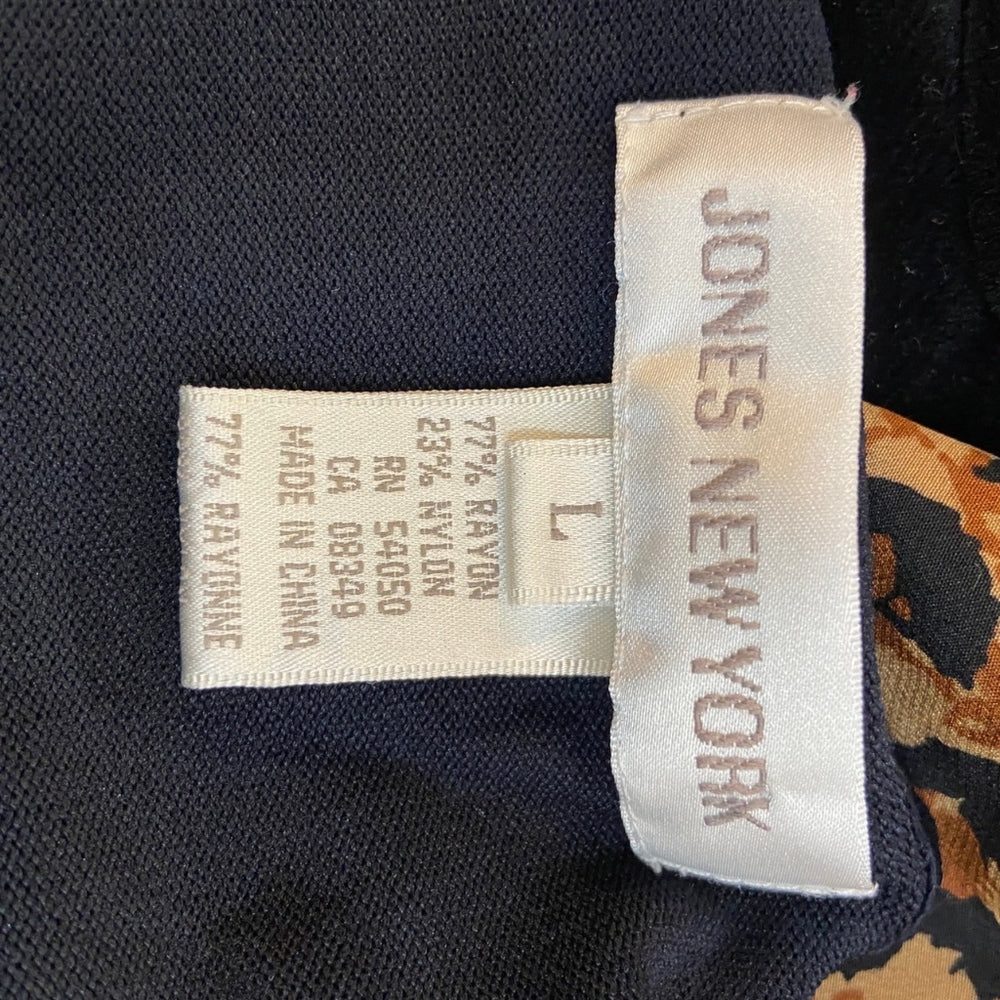 JONES NEW YORK
L
77% RAYON
23% NYLON
RN 54050
CA 08349
MADE IN CHINA
77% RAYONNE